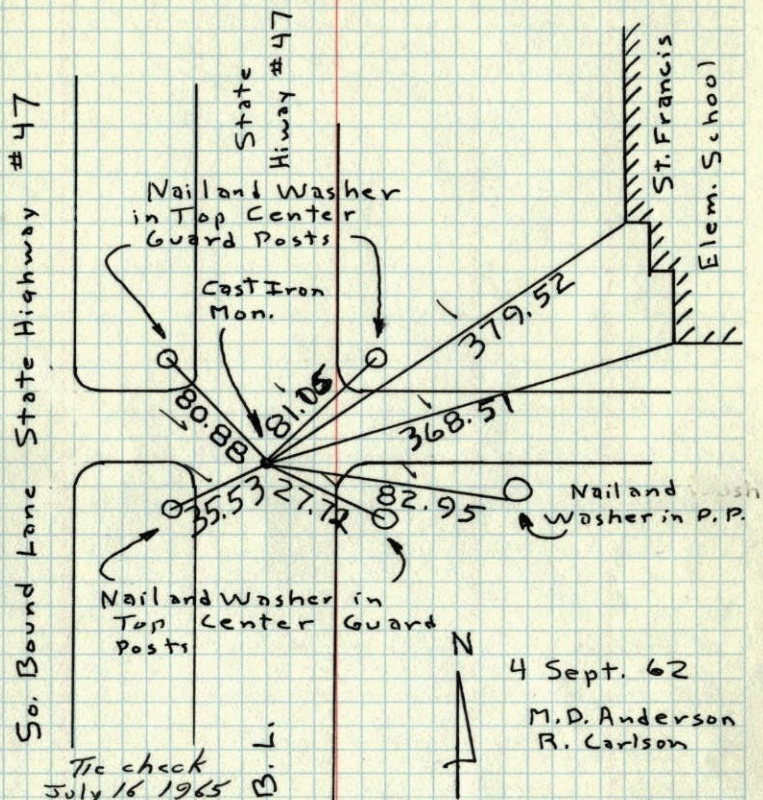 So. Bound Lane State Highway #47
State
Hiway #47
St. Francis
Elem. School
Nail and Washer
in Top Center
Guard Posts
Cast Iron
Mon.
379.52
81.05
80.88
368.51
35.53
27.72
82.95
Nail and Wash
Washer in P.P.
Nail and Washer in
Top Center Guard
Posts
N
4 Sept. 62
M.D. Anderson
R. Carlson
Tie check
July 16 1965
B.L.